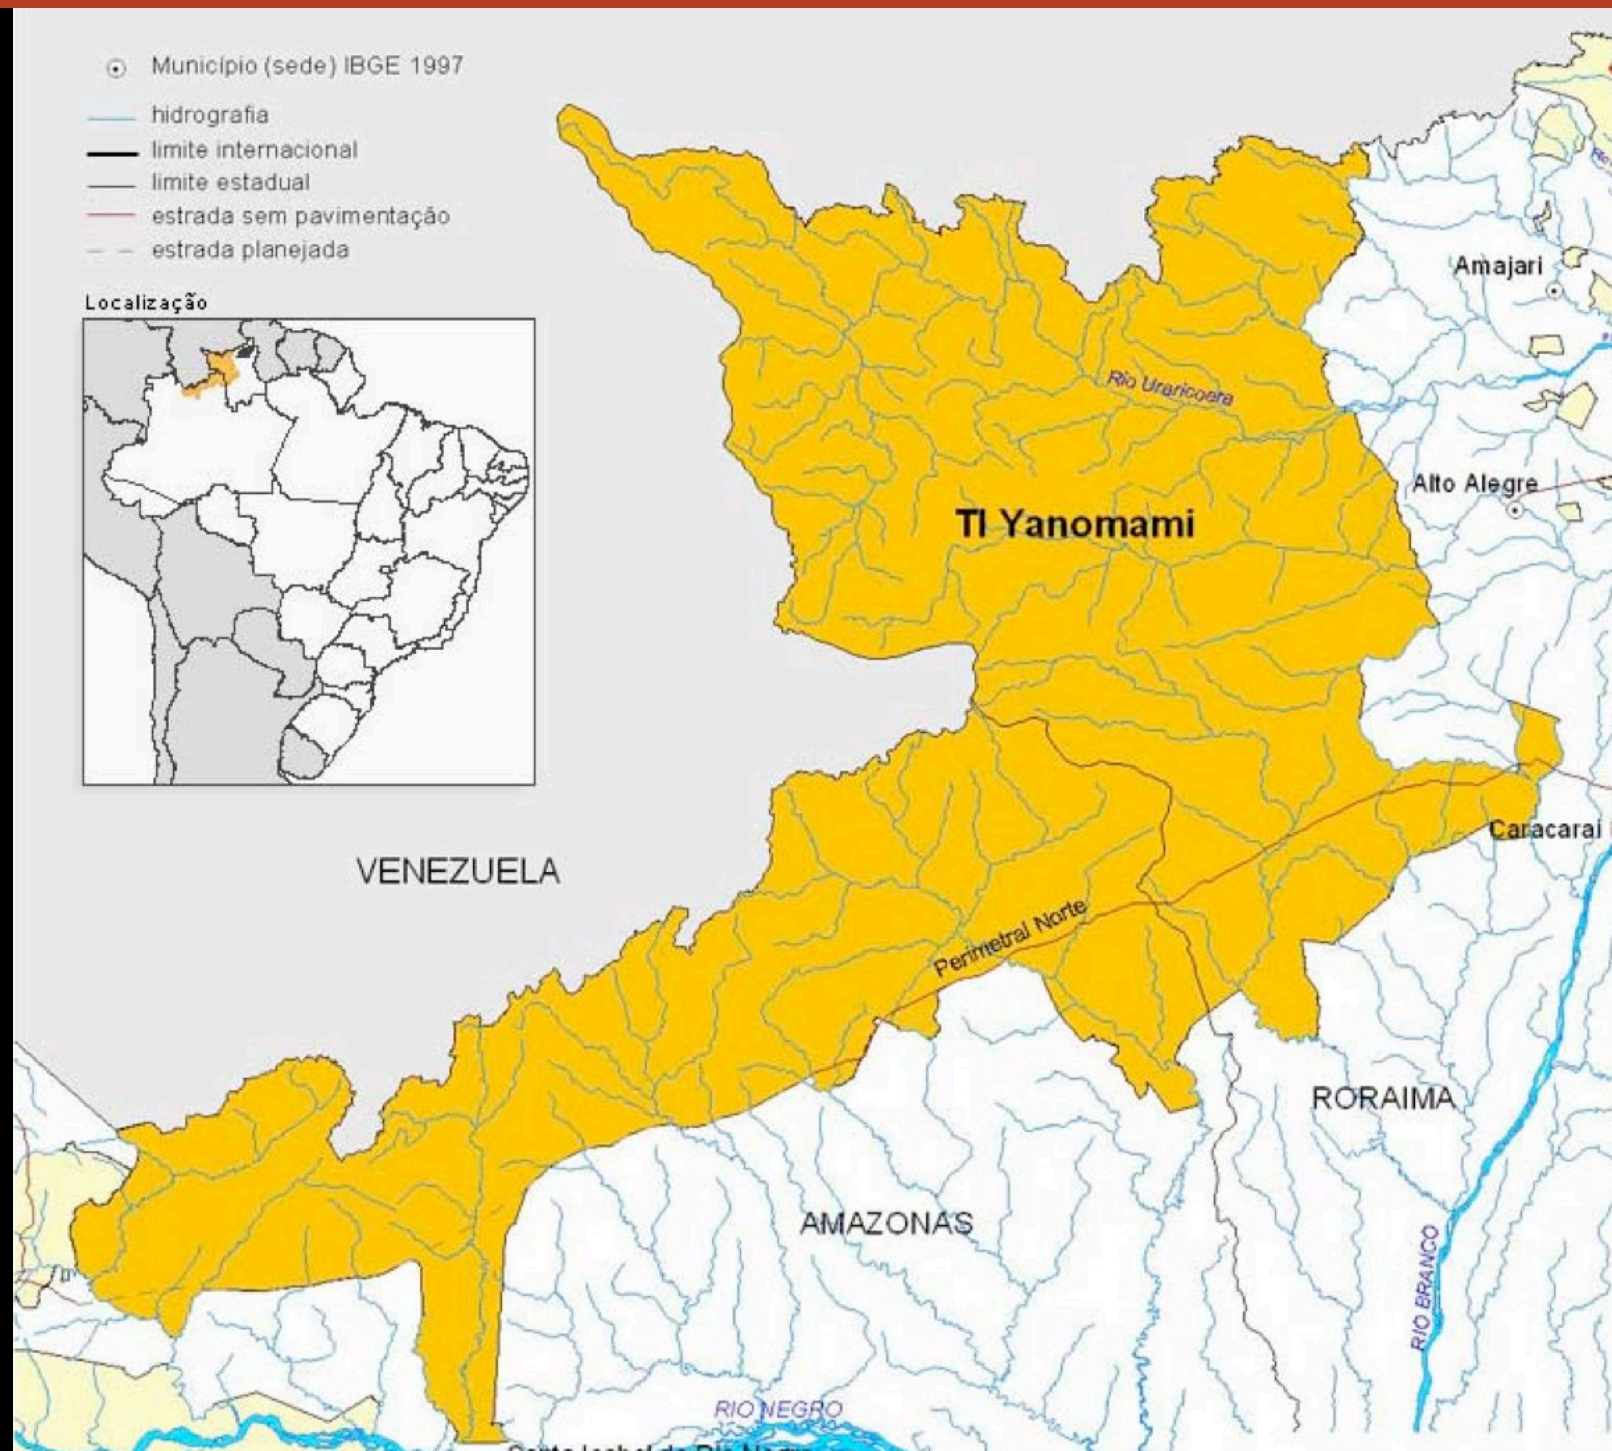 Município (sede) IBGE 1997
hidrografia
limite internacional
limite estadual
estrada sem pavimentação
estrada planejada
Localização
Amajari
Rio Uraricoera
Alto Alegre
TI Yanomami
Caracarai
VENEZUELA
Perimetral Norte
RORAIMA
AMAZONAS
RIO BRANCO
RIO NEGRO